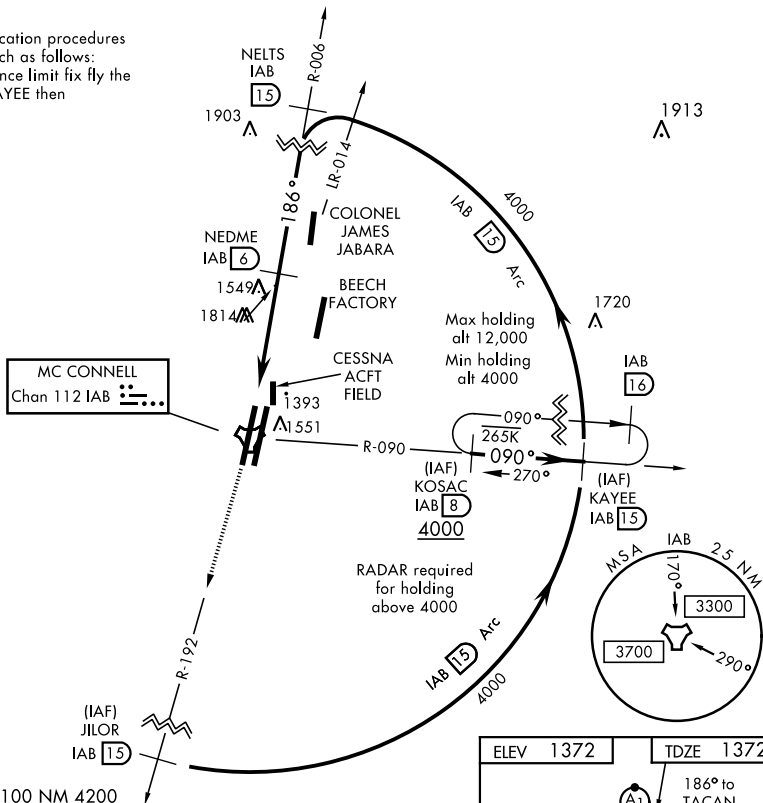 cation procedures
ch as follows:
nce limit fix fly the
AYEE then
NELTS
IAB
15
R-006
1903
LR-014
1913
186°
COLONEL
JAMES
JABARA
4000
IAB 15 Arc
NEDME
IAB 6
1549
1814
BEECH
FACTORY
1720
Max holding
alt 12,000
Min holding
alt 4000
MC CONNELL
Chan 112 IAB
CESSNA
ACFT
FIELD
1393
1551
IAB
16
090°
265K
R-090
090°
270°
(IAF)
KOSAC
IAB 8
4000
(IAF)
KAYEE
IAB 15
RADAR required
for holding
above 4000
MSA IAB 25 NM
170°
3300
3700
290°
IAB 15 Arc
4000
R-192
(IAF)
JILOR
IAB 15
100 NM 4200
ELEV 1372
TDZE 1372
A1
186° to
TACAN